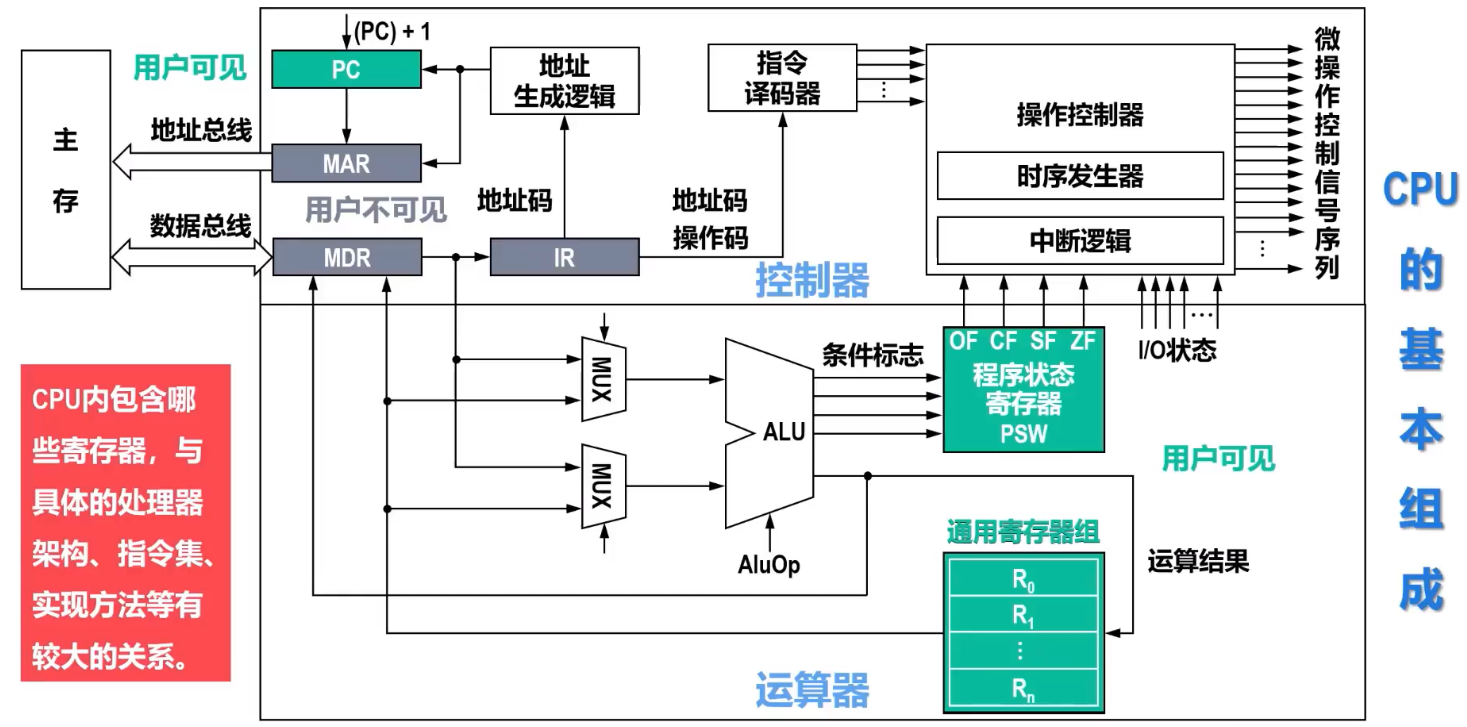 (PC) + 1
用户可见
PC
地址
生成逻辑
指令
译码器
操作控制器
时序发生器
中断逻辑
微操作控制信号序列
主存
地址总线
MAR
用户不可见
地址码
地址码
操作码
数据总线
MDR
IR
控制器
CPU的基本组成
OF CF SF ZF
程序状态
寄存器
PSW
I/O状态
条件标志
MUX
MUX
ALU
AluOp
用户可见
通用寄存器组
R0
R1
⋮
Rn
运算结果
运算器
CPU内包含哪
些寄存器，与
具体的处理器
架构、指令集、
实现方法等有
较大的关系。